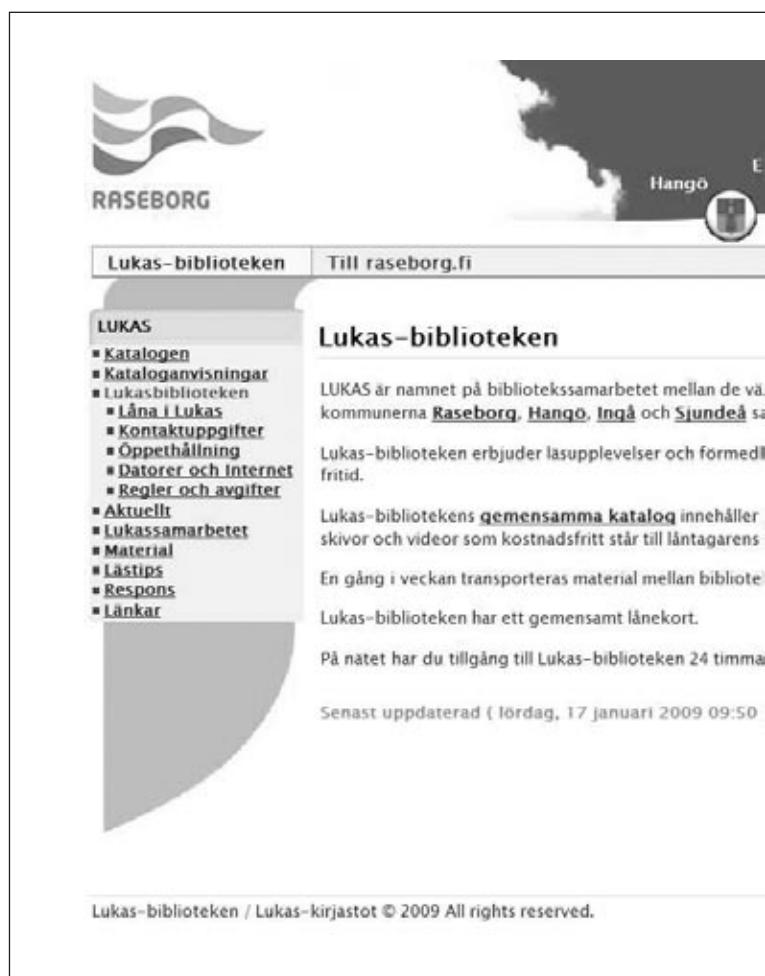 RASEBORG
Hangö
E
Lukas-biblioteken
Till raseborg.fi
LUKAS
Katalogen
Kataloganvisningar
Lukasbiblioteken
Låna i Lukas
Kontaktuppgifter
Öppethållning
Datorer och Internet
Regler och avgifter
Aktuellt
Lukassamarbetet
Material
Lästips
Respons
Länkar
Lukas-biblioteken
LUKAS är namnet på bibliotekssamarbetet mellan de vä
kommunerna Raseborg, Hangö, Ingå och Sjundeå sa
Lukas-biblioteken erbjuder läsupplevelser och förmedl
fritid.
Lukas-bibliotekens gemensamma katalog innehåller
skivor och videor som kostnadsfritt står till låntagarens
En gång i veckan transporteras material mellan bibliote
Lukas-biblioteken har ett gemensamt lånekort.
På nätet har du tillgång till Lukas-biblioteken 24 timma
Senast uppdaterad ( lördag, 17 januari 2009 09:50
Lukas-biblioteken / Lukas-kirjastot © 2009 All rights reserved.